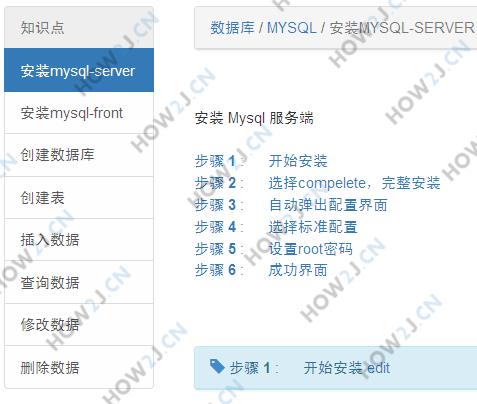 知识点
安装mysql-server
安装mysql-front
创建数据库
创建表
插入数据
查询数据
修改数据
删除数据
数据库 / MYSQL / 安装MYSQL-SERVER
安装 Mysql 服务端
步骤 1 : 开始安装
步骤 2 : 选择compelete，完整安装
步骤 3 : 自动弹出配置界面
步骤 4 : 选择标准配置
步骤 5 : 设置root密码
步骤 6 : 成功界面
步骤 1 : 开始安装 edit
HOW2J.CN
HOW2J.CN
HOW2J.CN
HOW2J.CN
HOW2J.CN
HOW2J.CN
HOW2J.CN
HOW2J.CN